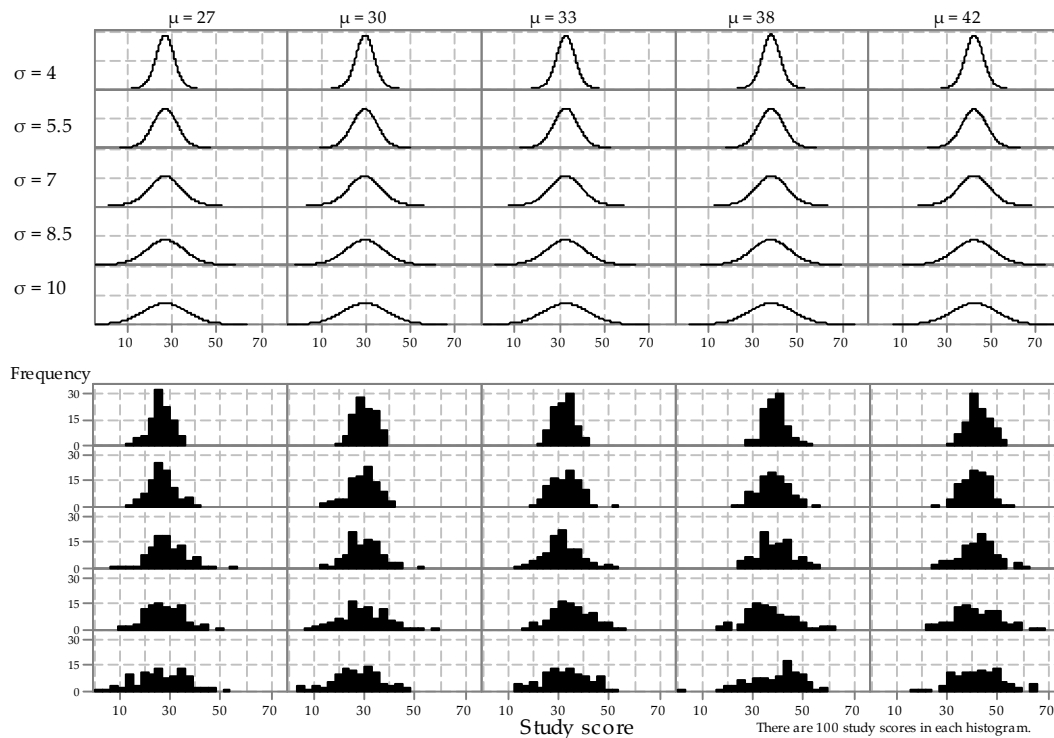 μ = 27 μ = 30 μ = 33 μ = 38 μ = 42
σ = 4
σ = 5.5
σ = 7
σ = 8.5
σ = 10
10 30 50 70 10 30 50 70 10 30 50 70 10 30 50 70 10 30 50 70
Frequency
30
15
0
30
15
0
30
15
0
30
15
0
30
15
0
10 30 50 70 10 30 50 70 10 30 50 70 10 30 50 70 10 30 50 70
Study score
There are 100 study scores in each histogram.